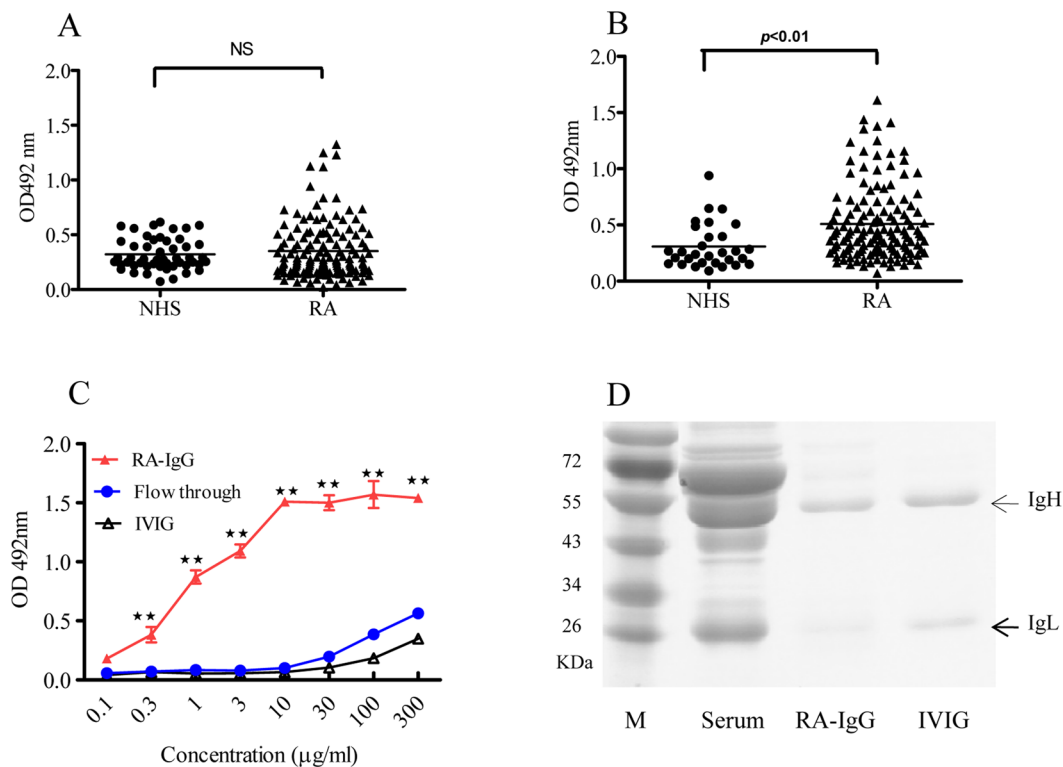 A
NS
2.0
1.5
1.0
0.5
0.0
OD492 nm
NHS
RA
B
p<0.01
2.0
1.5
1.0
0.5
0.0
OD 492nm
NHS
RA
C
2.0
1.5
1.0
0.5
0.0
OD 492nm
RA-IgG
Flow through
IVIG
★★ ★★ ★★ ★★ ★★ ★★ ★★
0.1 0.3 1 3 10 30 100 300
Concentration (μg/ml)
D
72
55
43
34
26
KDa
IgH
IgL
M Serum RA-IgG IVIG